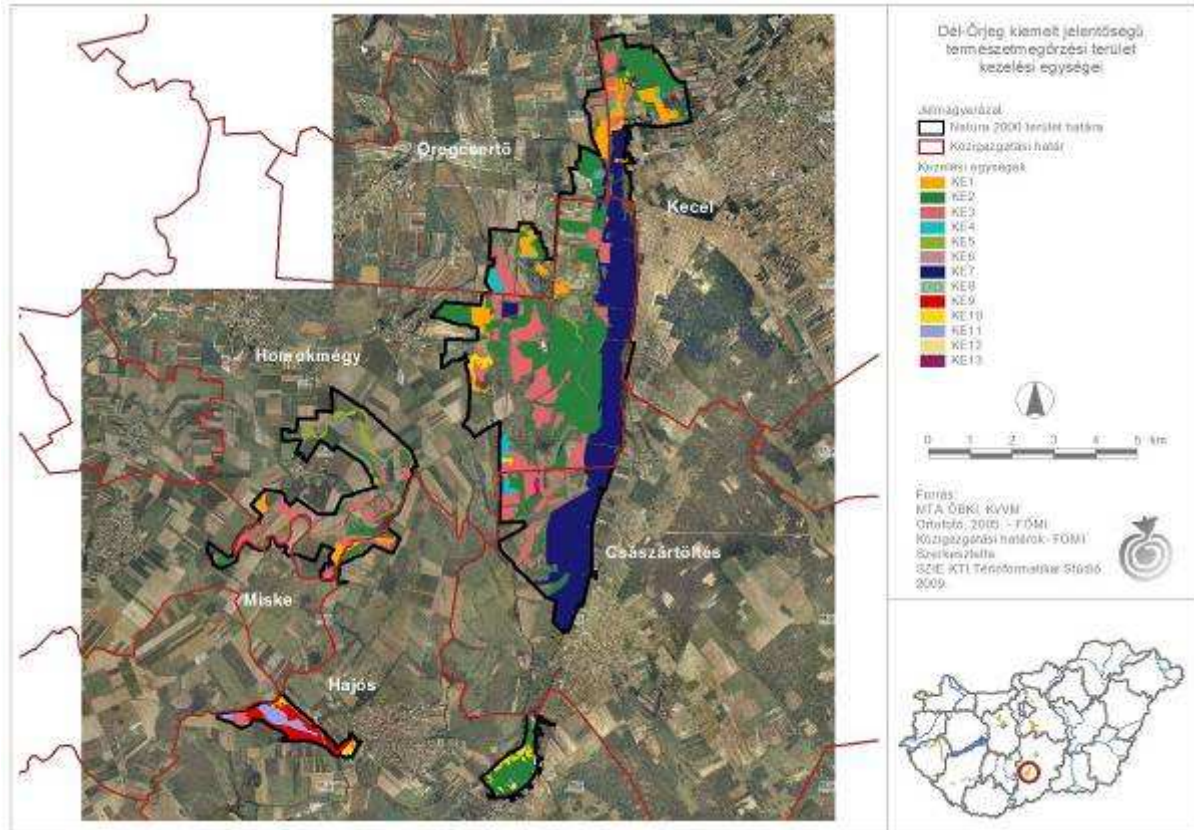 Dél-Őrjeg kiemelt jelentőségű
természetmegőrzési terület
kezelési egységei
Jelmagyarázat
Natura 2000 terület határa
Közigazgatási határ
Kezelési egységek
KE1
KE2
KE3
KE4
KE5
KE6
KE7
KE8
KE9
KE10
KE11
KE12
KE13
0 1 2 3 4 5 km
Forrás:
MTA ÖBKI, KvVM
Ortofotó, 2005 - FÖMI
Közigazgatási határok- FÖMI
Szerkesztette
SZIE KTI Térinformatikai Stúdió
2009.
Öregcsertő
Kecel
Homokmégy
Császártöltés
Miske
Hajós